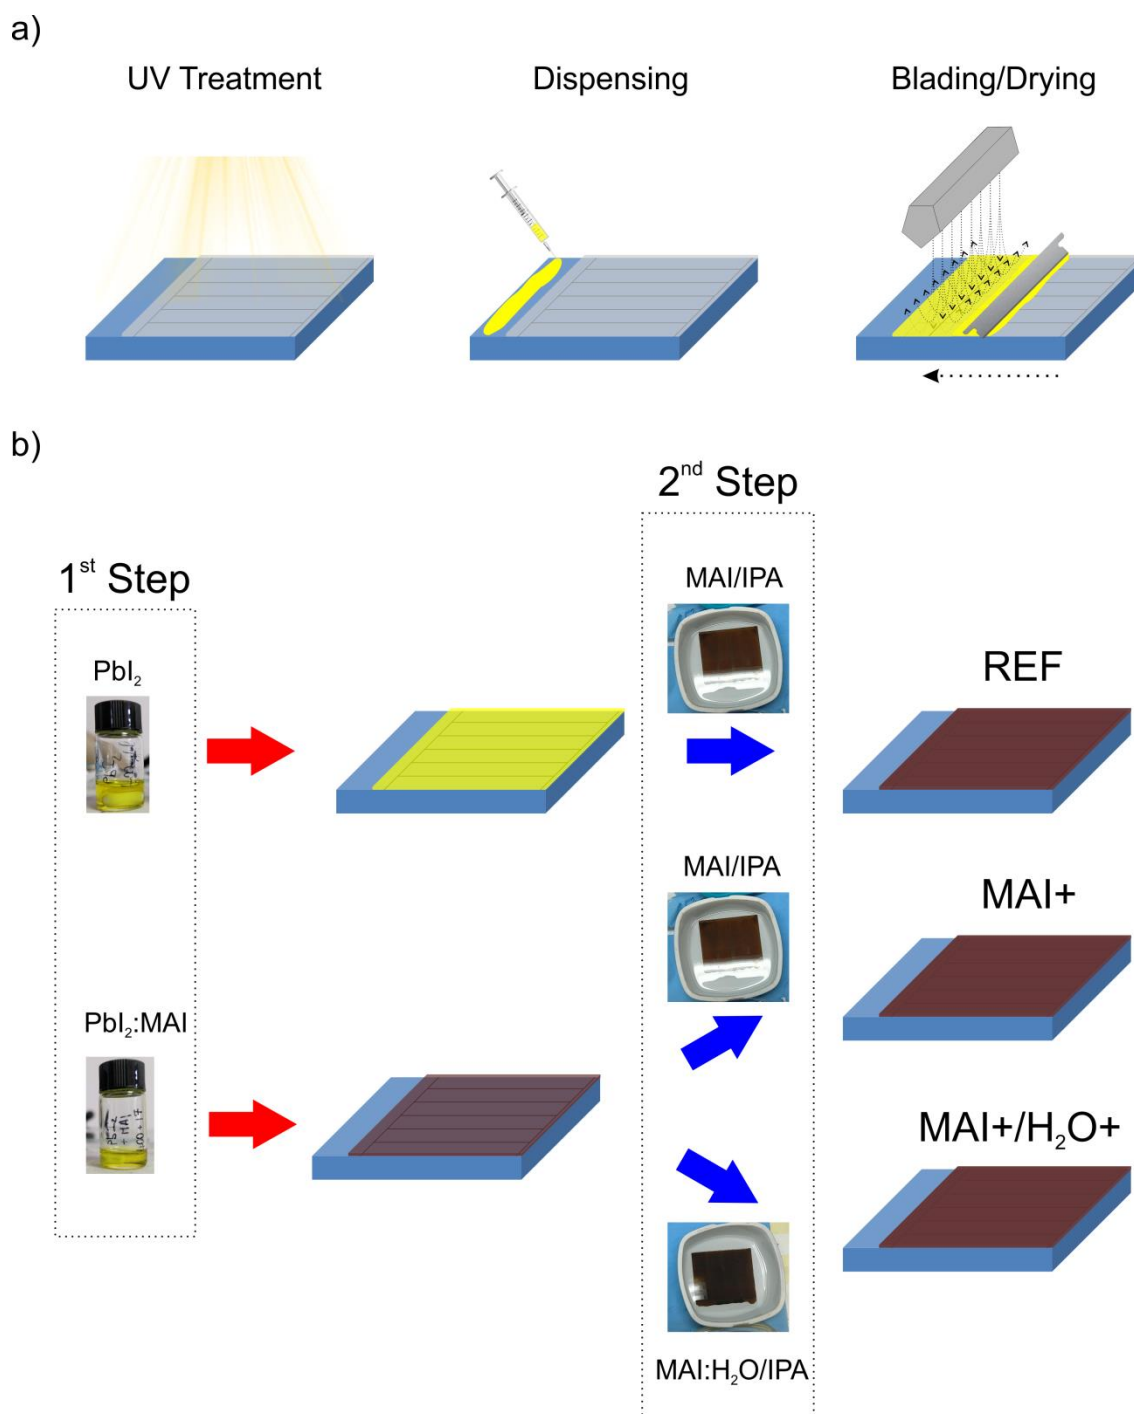 a)
UV Treatment
Dispensing
Blading/Drying
b)
1st Step
2nd Step
PbI₂
MAI/IPA
REF
MAI/IPA
MAI+
PbI₂:MAI
+ MAI
MAI+/H₂O+
MAI:H₂O/IPA